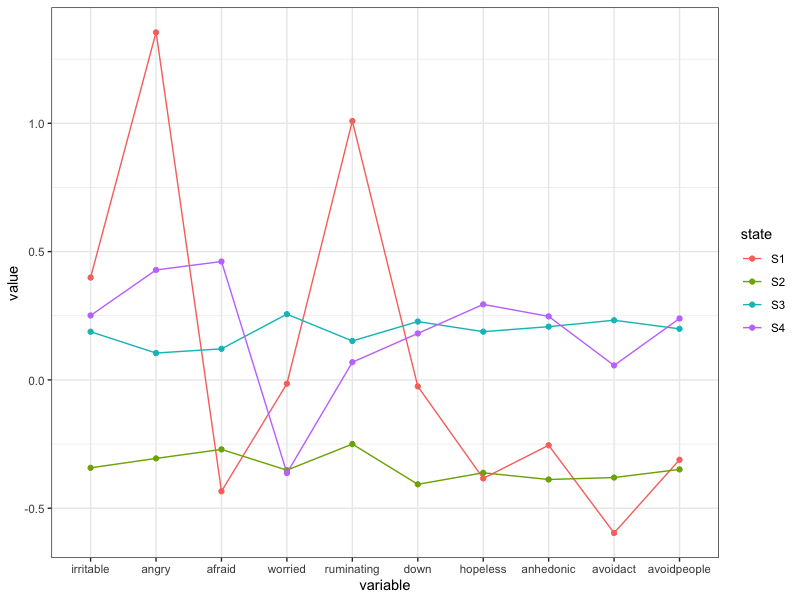 1.0
0.5
0.0
-0.5
value
irritable angry afraid worried ruminating down hopeless anhedonic avoidact avoidpeople
variable
state
S1
S2
S3
S4